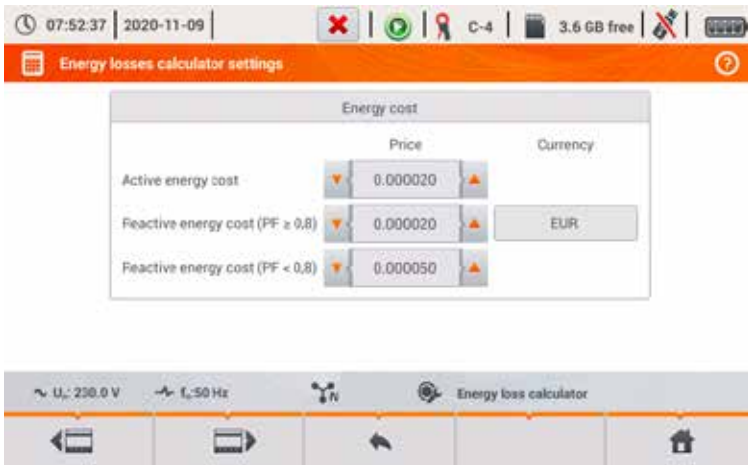 07:52:37 2020-11-09 C-4 3.6 GB free
Energy losses calculator settings
Energy cost
Price Currency
Active energy cost 0.000020
Reactive energy cost (PF ≥ 0,8) 0.000020 EUR
Reactive energy cost (PF < 0,8) 0.000050
Uₙ: 230.0 V fₙ:50 Hz N Energy loss calculator